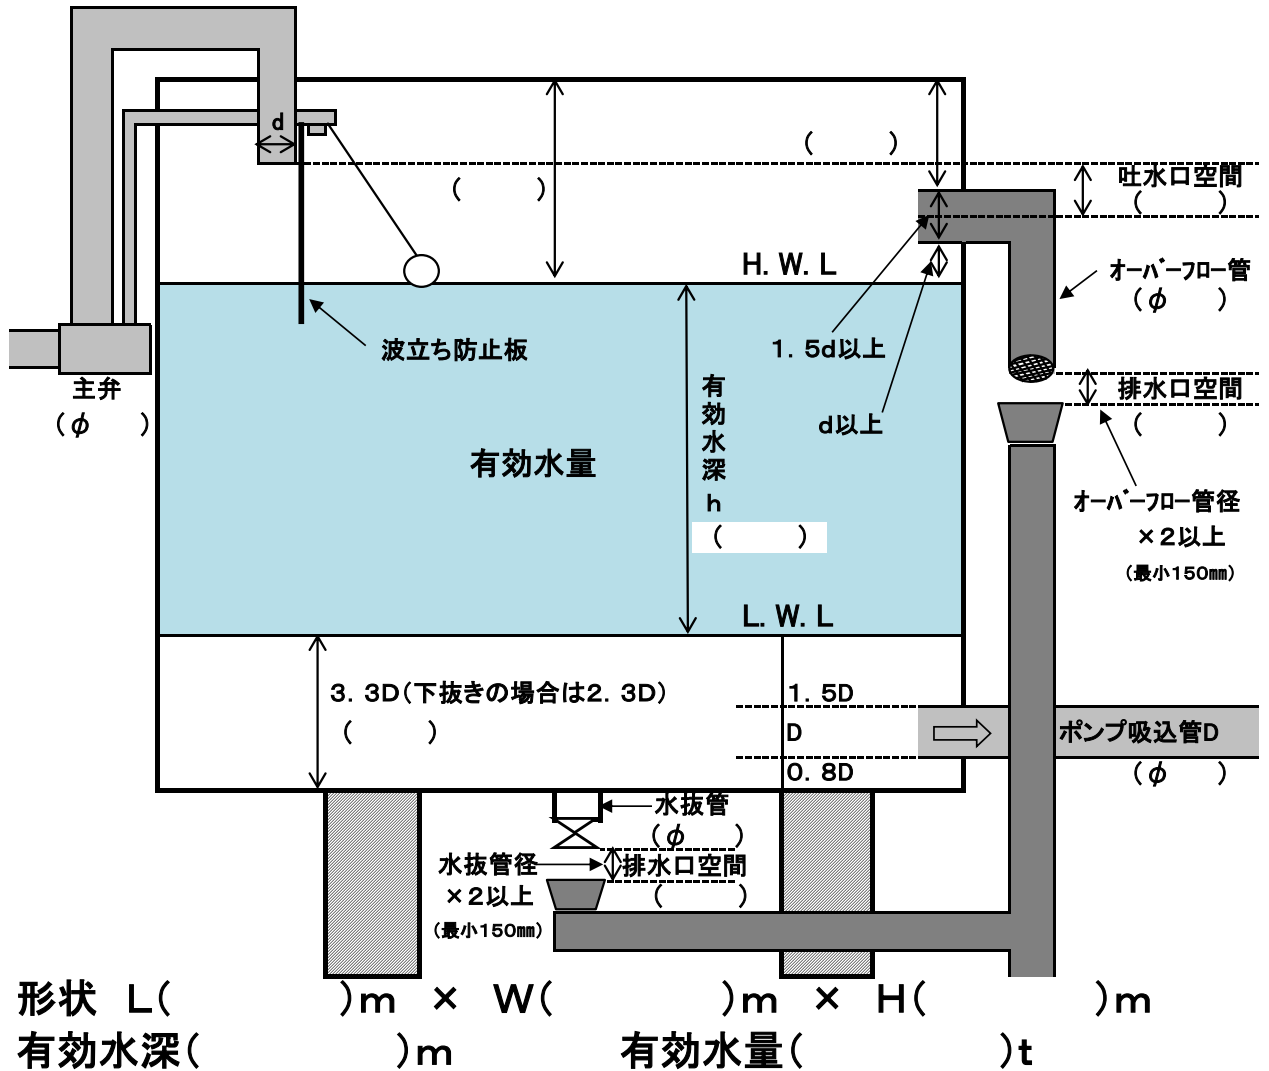 d
(　　　)
吐水口空間
(　　　)
(　　　)
H. W. L
オーバーフロー管
(φ　　)
波立ち防止板
1. 5d以上
主弁
(φ　　)
有効水深h
排水口空間
(　　　)
d以上
有効水量
オーバーフロー管径
×2以上
(最小150㎜)
(　　　)
L. W. L
3. 3D(下抜きの場合は2. 3D)
(　　　)
1. 5D
D
0. 8D
ポンプ吸込管D
(φ　　)
水抜管
(φ　　)
水抜管径
×2以上
(最小150㎜)
排水口空間
(　　　)
形状　L(　　　　)m　×　W(　　　　)m　×　H(　　　　)m
有効水深(　　　　　)m　　　　有効水量(　　　　　)t